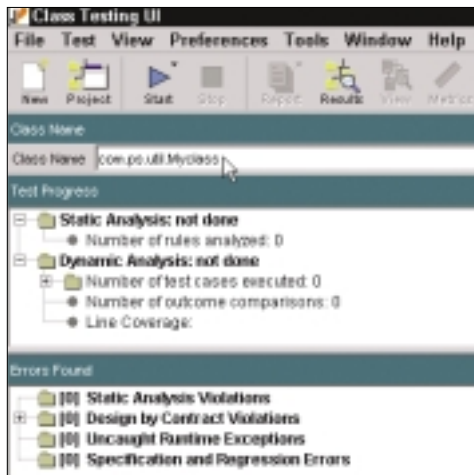 Class Testing UI
File Test View Preferences Tools Window Help
New Project Start Stop Report Results View Metrics
Class Name
Class Name com.ps.util.Myclass
Test Progress
Static Analysis: not done
Number of rules analyzed: 0
Dynamic Analysis: not done
Number of test cases executed: 0
Number of outcome comparisons: 0
Line Coverage:
Errors Found
[0] Static Analysis Violations
[0] Design by Contract Violations
[0] Uncaught Runtime Exceptions
[0] Specification and Regression Errors